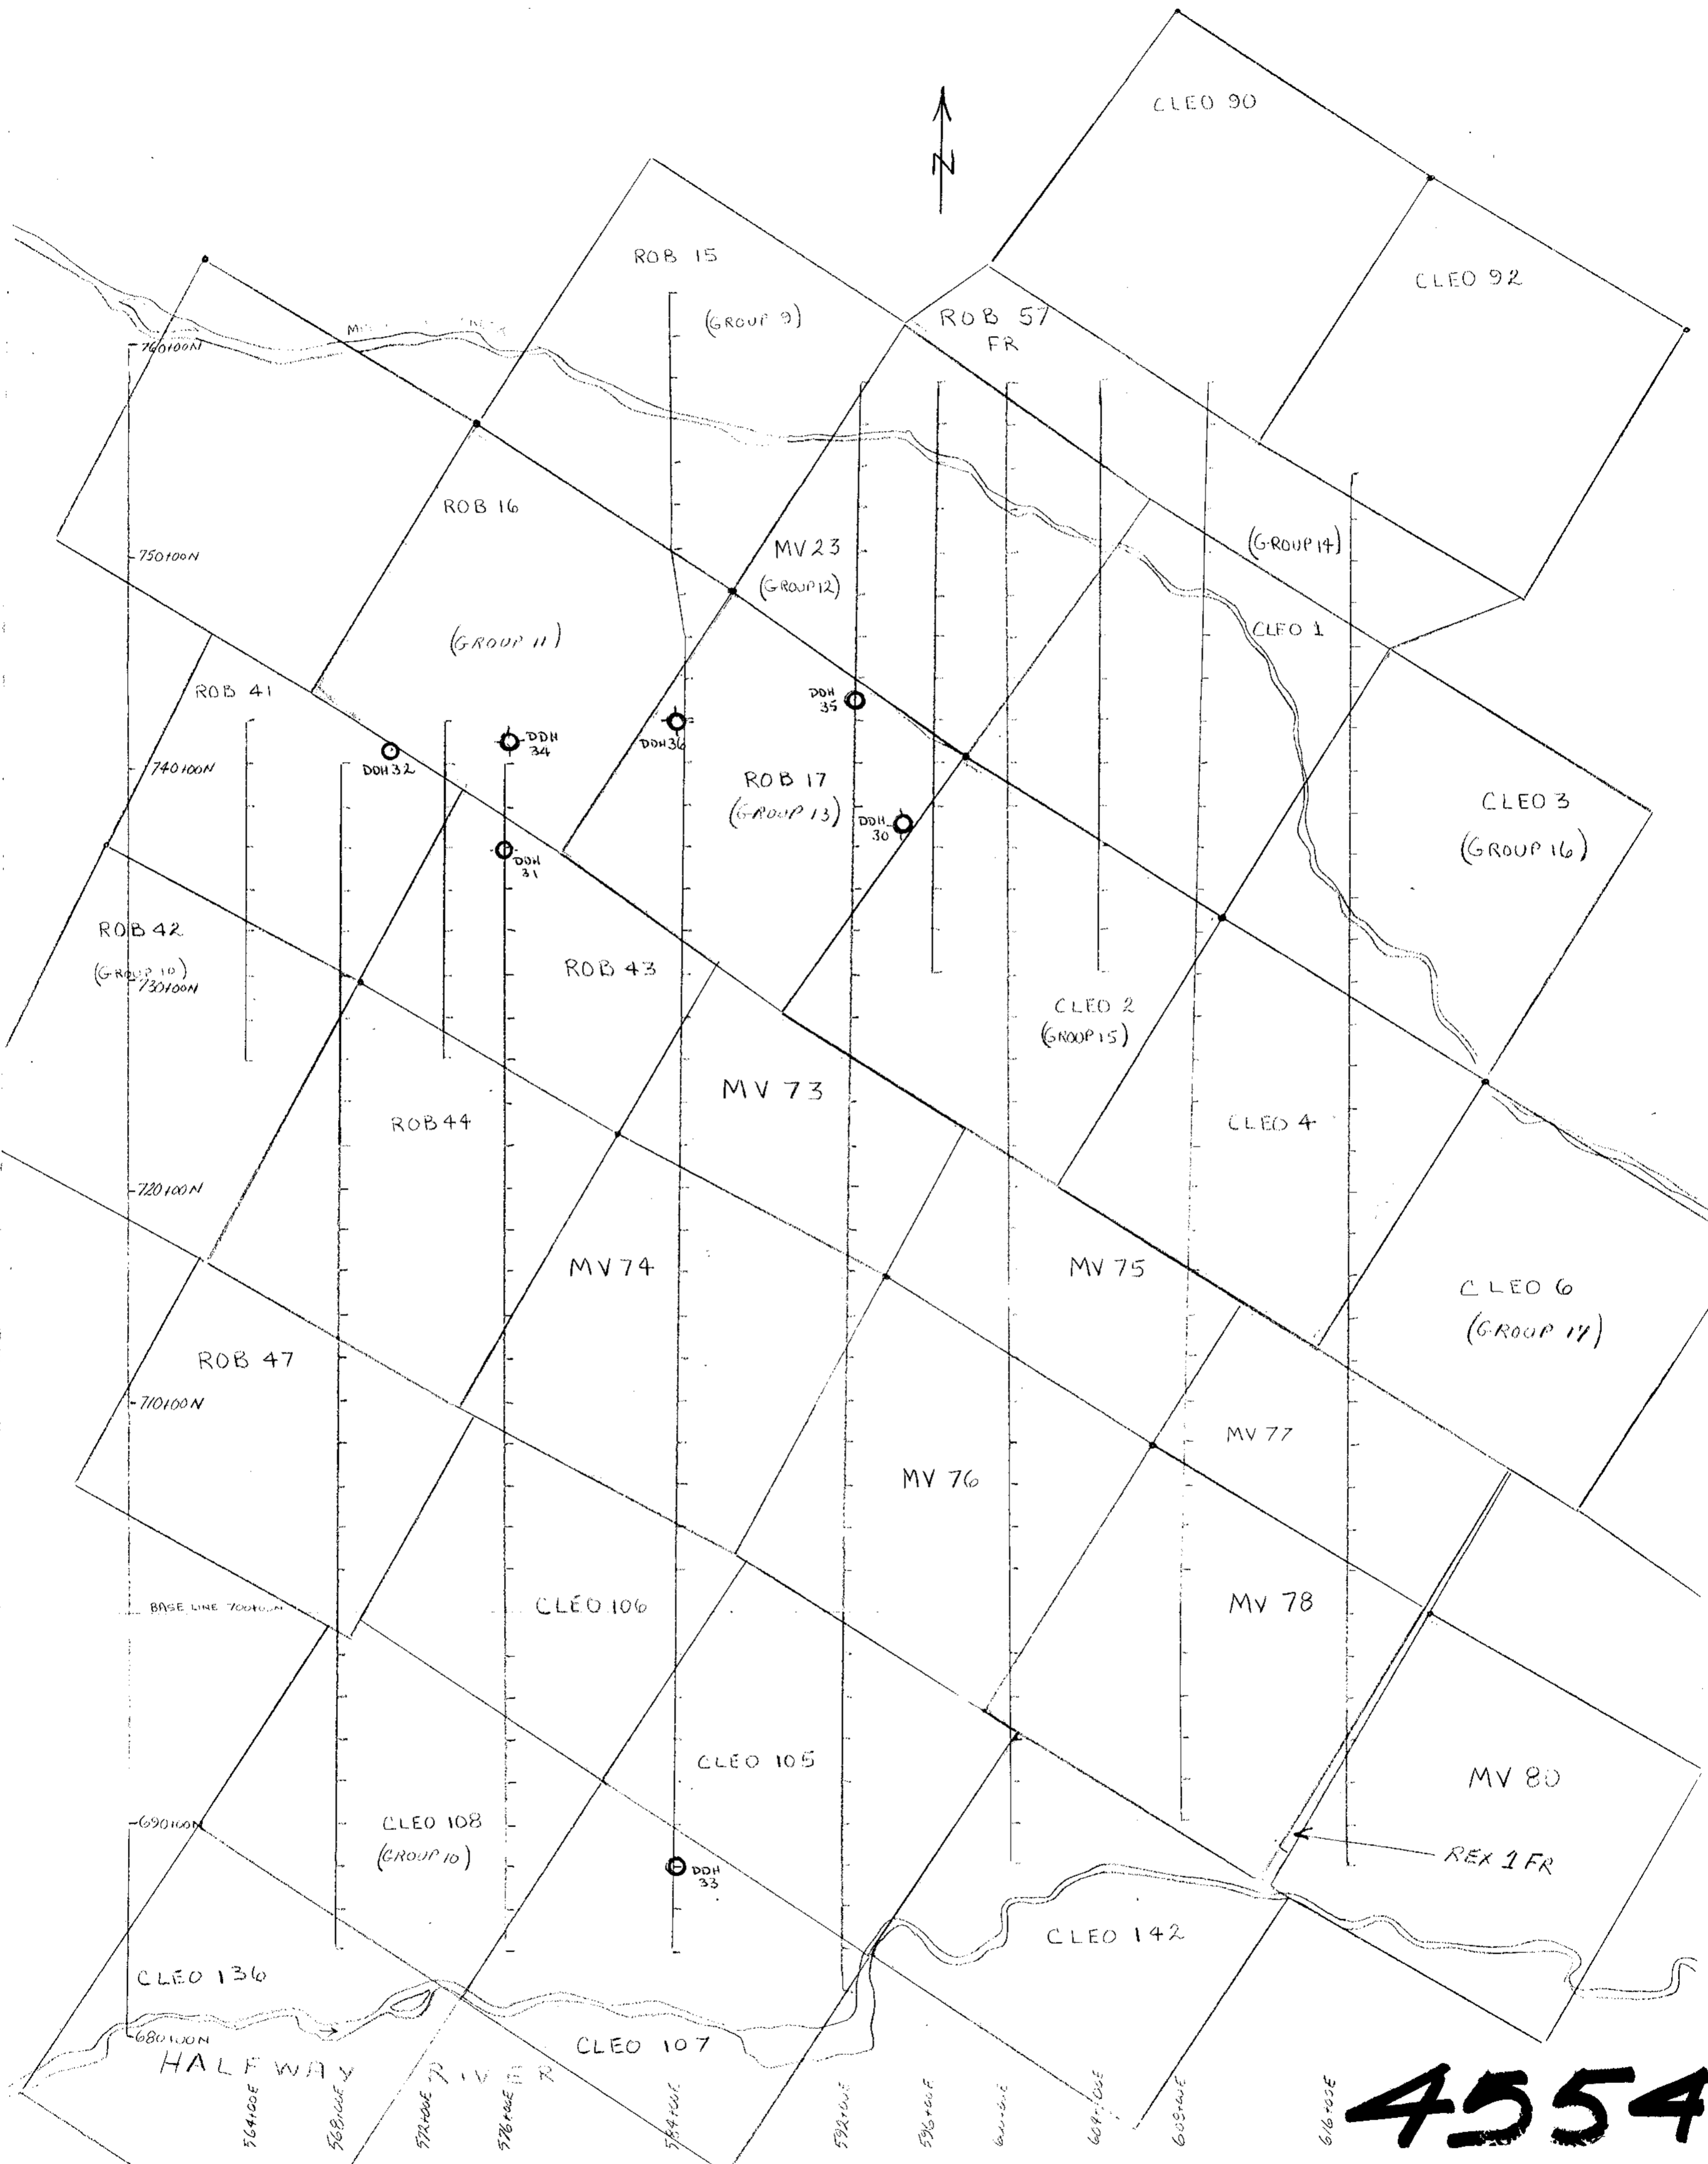 CLEO 90
N
ROB 15
CLEO 92
(GROUP 9)
ROB 57
FR
760+00N
ROB 16
MV 23
(GROUP 12)
(GROUP 14)
750+00N
(GROUP 11)
CLEO 1
ROB 41
DDH
35
DDH
34
DDH36
DDH32
740+00N
ROB 17
(GROUP 13)
CLEO 3
(GROUP 16)
DDH
30
DDH
31
ROB 42
(GROUP 10)
730+00N
ROB 43
CLEO 2
(GROUP 15)
MV 73
ROB 44
CLEO 4
720+00N
MV 74
MV 75
CLEO 6
(GROUP 17)
ROB 47
710+00N
MV 77
MV 76
BASE LINE 700+00N
CLEO 106
MV 78
CLEO 105
MV 80
690+00N
CLEO 108
(GROUP 10)
REX 1 FR
DDH
33
CLEO 142
CLEO 136
680+00N
CLEO 107
HALFWAY RIVER
564+00E
568+00E
572+00E
576+00E
584+00E
592+00E
596+00E
600+00E
604+00E
608+00E
616+00E
4554